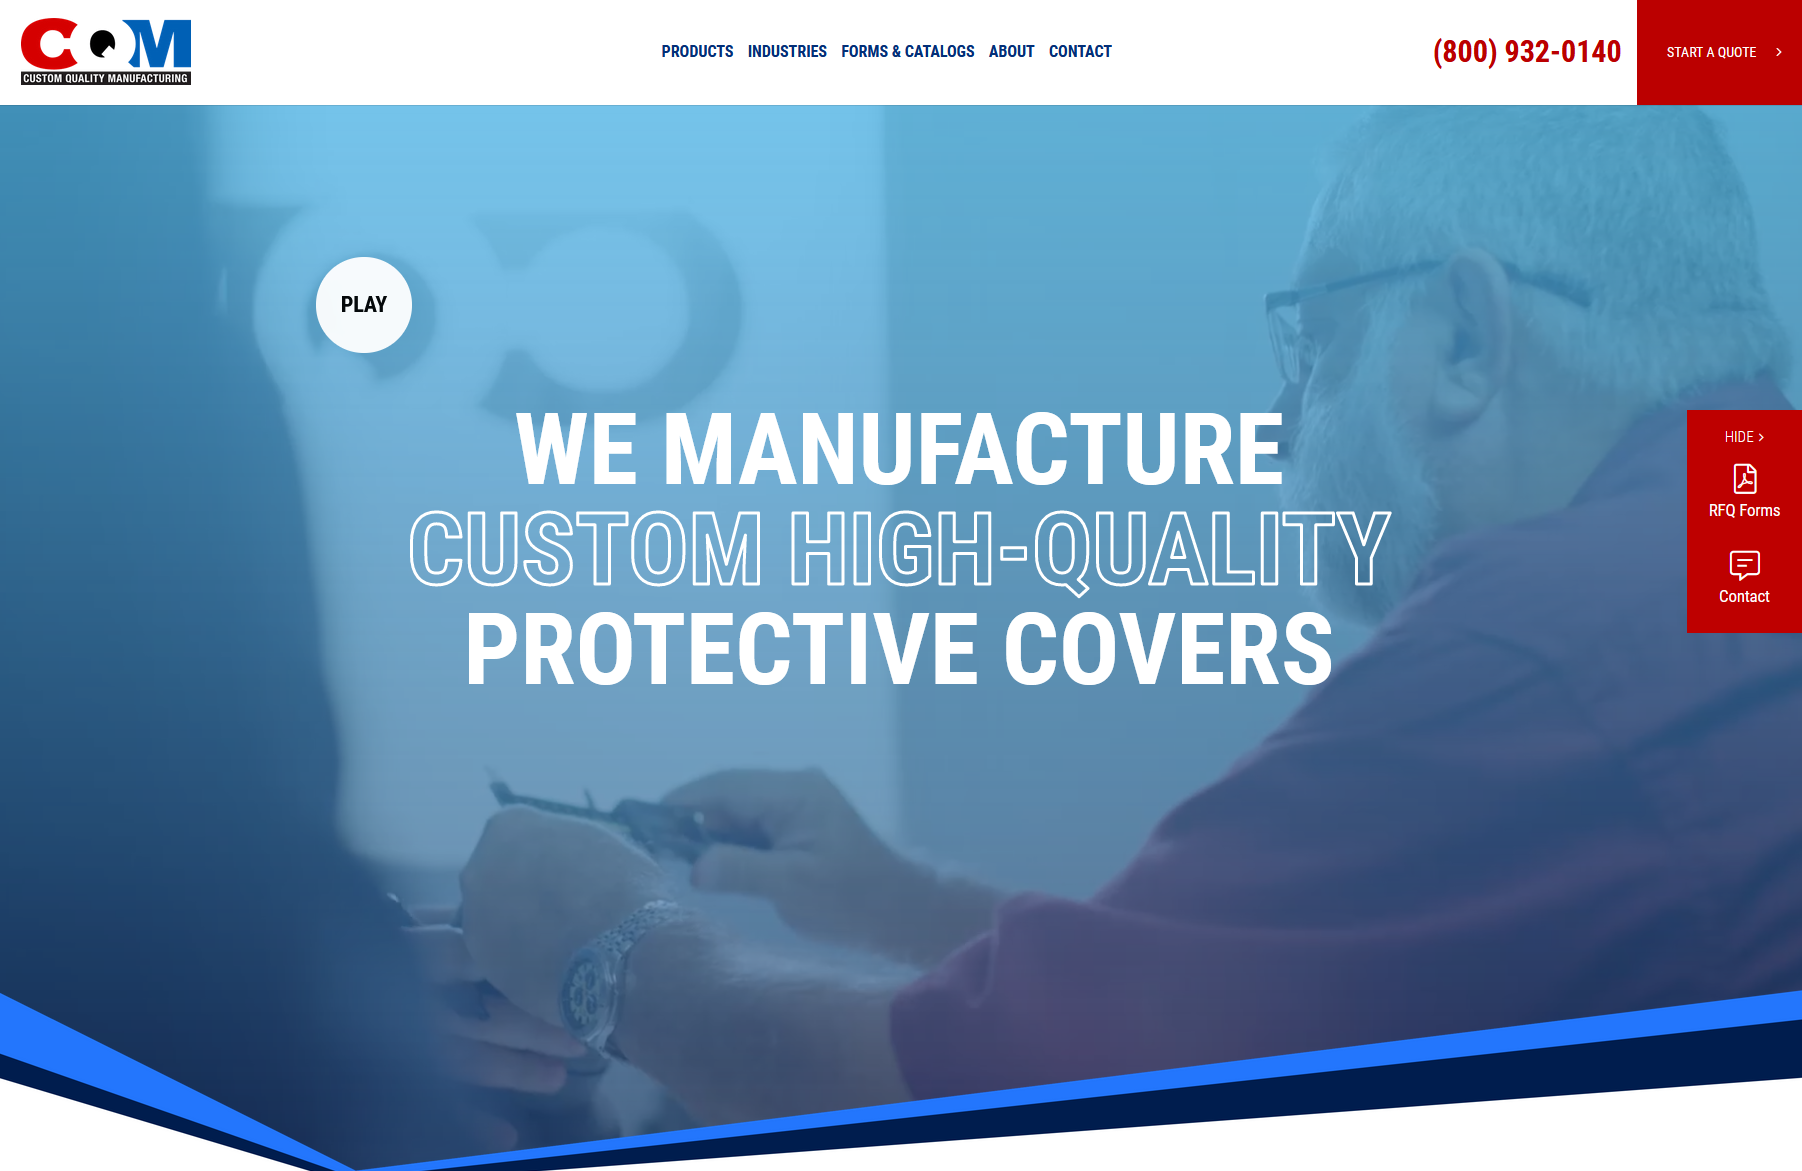 CQM
CUSTOM QUALITY MANUFACTURING
PRODUCTS INDUSTRIES FORMS & CATALOGS ABOUT CONTACT
(800) 932-0140
START A QUOTE
PLAY
WE MANUFACTURE
CUSTOM HIGH-QUALITY
PROTECTIVE COVERS
HIDE
RFQ Forms
Contact